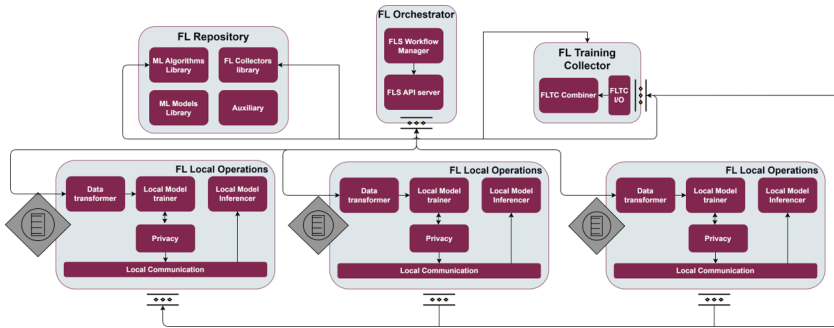 FL Repository
ML Algorithms
Library
FL Collectors
library
ML Models
Library
Auxiliary
FL Orchestrator
FLS Workflow
Manager
FLS API server
FL Training
Collector
FLTC Combiner
FLTC
I/O
FL Local Operations
Data
transformer
Local Model
trainer
Local Model
Inferencer
Privacy
Local Communication
FL Local Operations
Data
transformer
Local Model
trainer
Local Model
Inferencer
Privacy
Local Communication
FL Local Operations
Data
transformer
Local Model
trainer
Local Model
Inferencer
Privacy
Local Communication